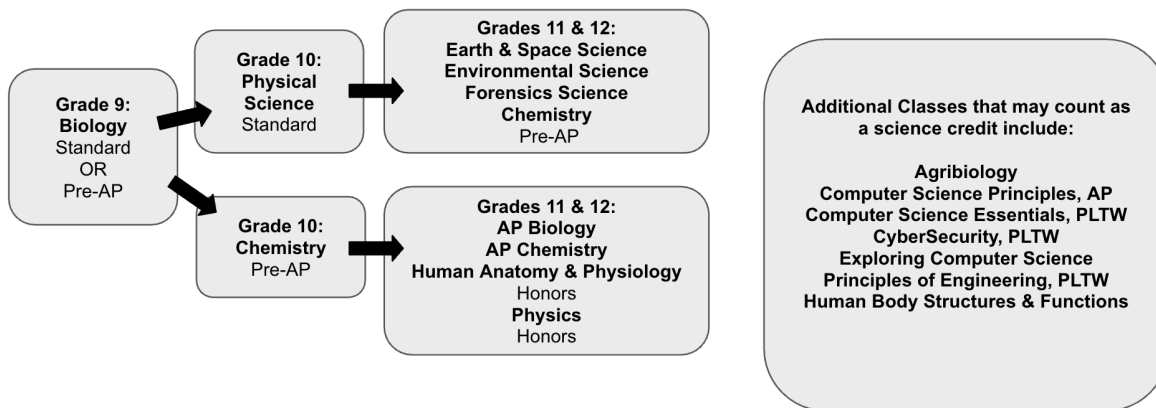 Grade 9:
Biology
Standard
OR
Pre-AP
Grade 10:
Physical
Science
Standard
Grades 11 & 12:
Earth & Space Science
Environmental Science
Forensics Science
Chemistry
Pre-AP
Grade 10:
Chemistry
Pre-AP
Grades 11 & 12:
AP Biology
AP Chemistry
Human Anatomy & Physiology
Honors
Physics
Honors
Additional Classes that may count as
a science credit include:
Agribiology
Computer Science Principles, AP
Computer Science Essentials, PLTW
CyberSecurity, PLTW
Exploring Computer Science
Principles of Engineering, PLTW
Human Body Structures & Functions